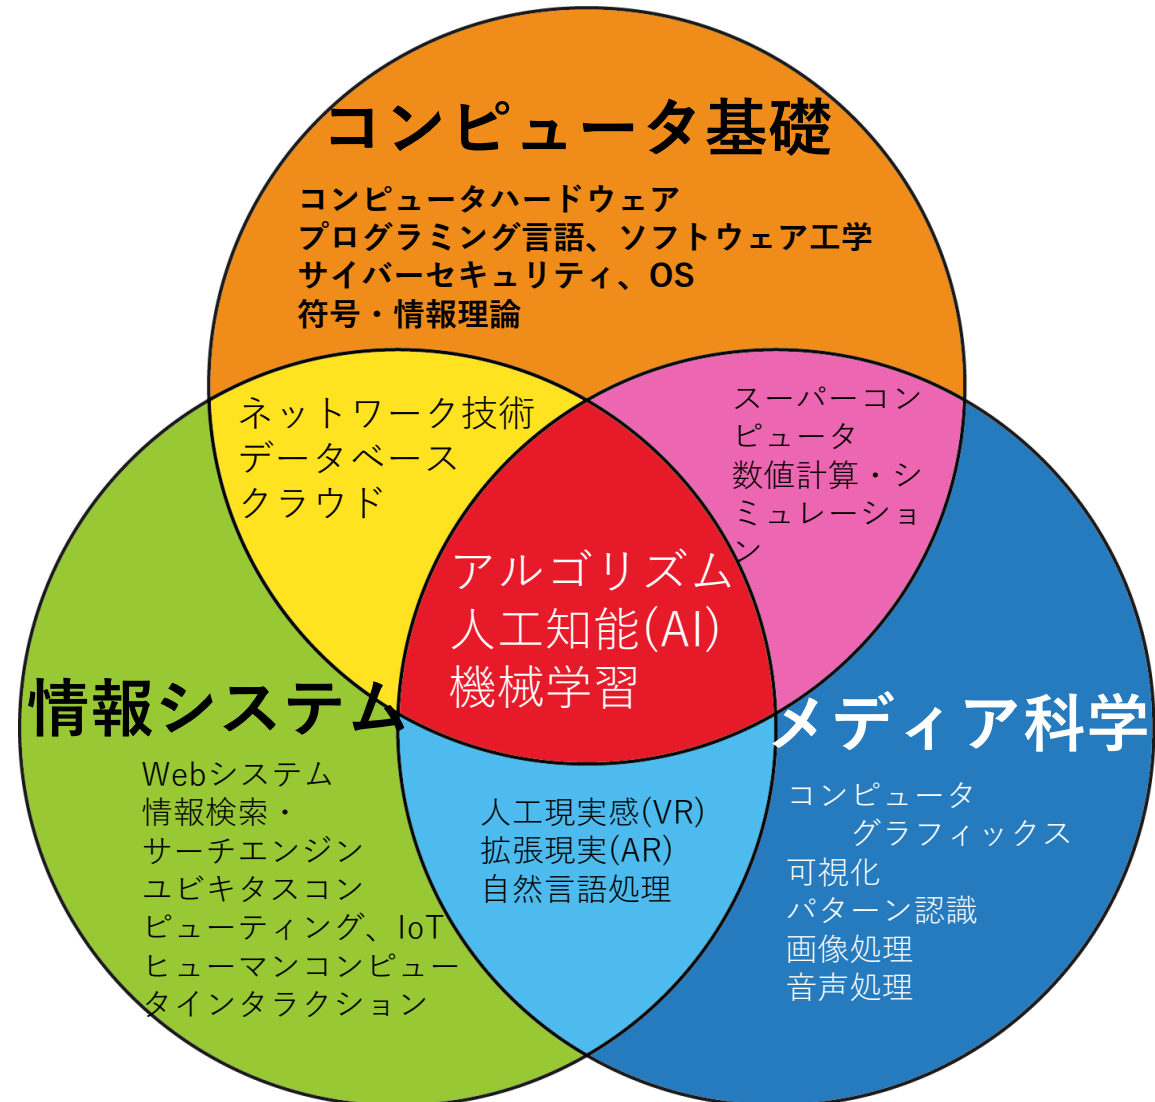 コンピュータ基礎
コンピュータハードウェア
プログラミング言語、ソフトウェア工学
サイバーセキュリティ、OS
符号・情報理論
ネットワーク技術
データベース
クラウド
スーパーコン
ピュータ
数値計算・シ
ミュレーショ
ン
アルゴリズム
人工知能(AI)
機械学習
情報システム
Webシステム
情報検索・
サーチエンジン
ユビキタスコン
ピューティング、IoT
ヒューマンコンピュー
タインタラクション
人工現実感(VR)
拡張現実(AR)
自然言語処理
メディア科学
コンピュータ
グラフィックス
可視化
パターン認識
画像処理
音声処理